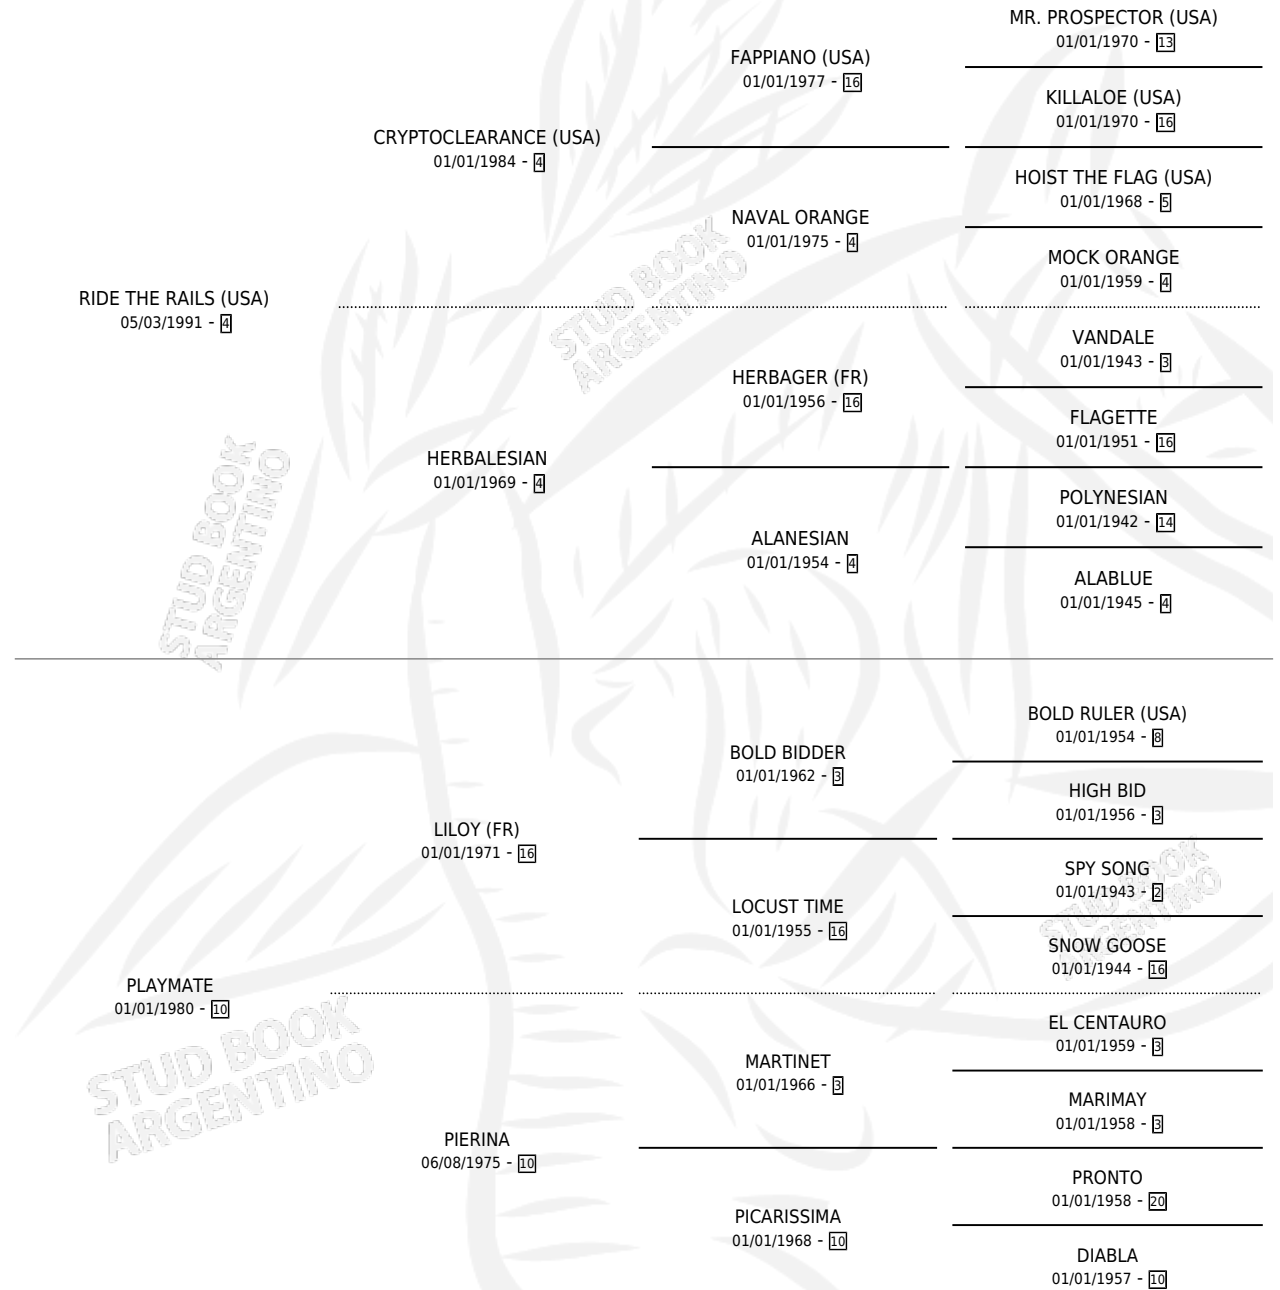 MR. PROSPECTOR (USA)
01/01/1970 - 13
FAPPIANO (USA)
01/01/1977 - 16
KILLALOE (USA)
01/01/1970 - 16
CRYPTOCLEARANCE (USA)
01/01/1984 - 4
HOIST THE FLAG (USA)
01/01/1968 - 5
NAVAL ORANGE
01/01/1975 - 4
MOCK ORANGE
01/01/1959 - 4
RIDE THE RAILS (USA)
05/03/1991 - 4
VANDALE
01/01/1943 - 3
HERBAGER (FR)
01/01/1956 - 16
FLAGETTE
01/01/1951 - 16
HERBALESIAN
01/01/1969 - 4
POLYNESIAN
01/01/1942 - 14
ALANESIAN
01/01/1954 - 4
ALABLUE
01/01/1945 - 4
BOLD RULER (USA)
01/01/1954 - 8
BOLD BIDDER
01/01/1962 - 3
HIGH BID
01/01/1956 - 3
LILOY (FR)
01/01/1971 - 16
SPY SONG
01/01/1943 - 2
LOCUST TIME
01/01/1955 - 16
SNOW GOOSE
01/01/1944 - 16
PLAYMATE
01/01/1980 - 10
EL CENTAURO
01/01/1959 - 3
MARTINET
01/01/1966 - 3
MARIMAY
01/01/1958 - 3
PIERINA
06/08/1975 - 10
PRONTO
01/01/1958 - 20
PICARISSIMA
01/01/1968 - 10
DIABLA
01/01/1957 - 10
STUD BOOK
ARGENTINO
STUD BOOK
ARGENTINO
STUD BOOK
ARGENTINO
STUD BOOK
ARGENTINO